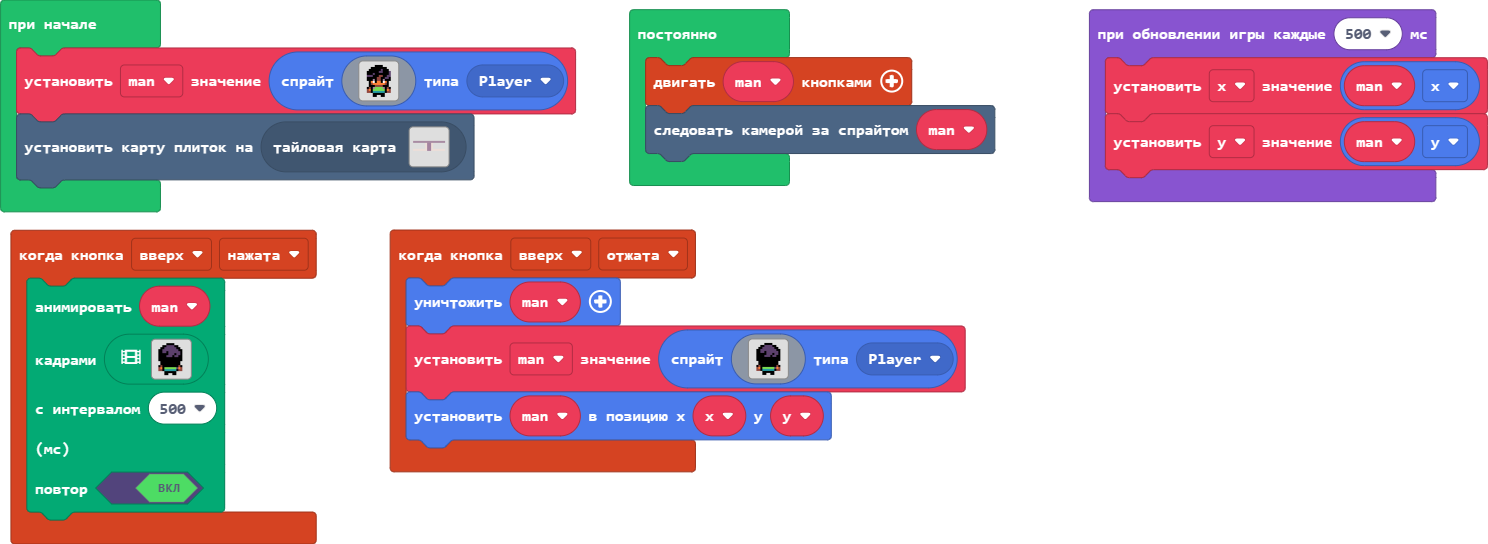 при начале
установить man значение спрайт типа Player
установить карту плиток на тайловая карта
постоянно
двигать man кнопками
следовать камерой за спрайтом man
при обновлении игры каждые 500 мс
установить x значение man x
установить y значение man y
когда кнопка вверх нажата
анимировать man
кадрами
с интервалом 500
(мс)
повтор ВКЛ
когда кнопка вверх отжата
уничтожить man
установить man значение спрайт типа Player
установить man в позицию x x y y